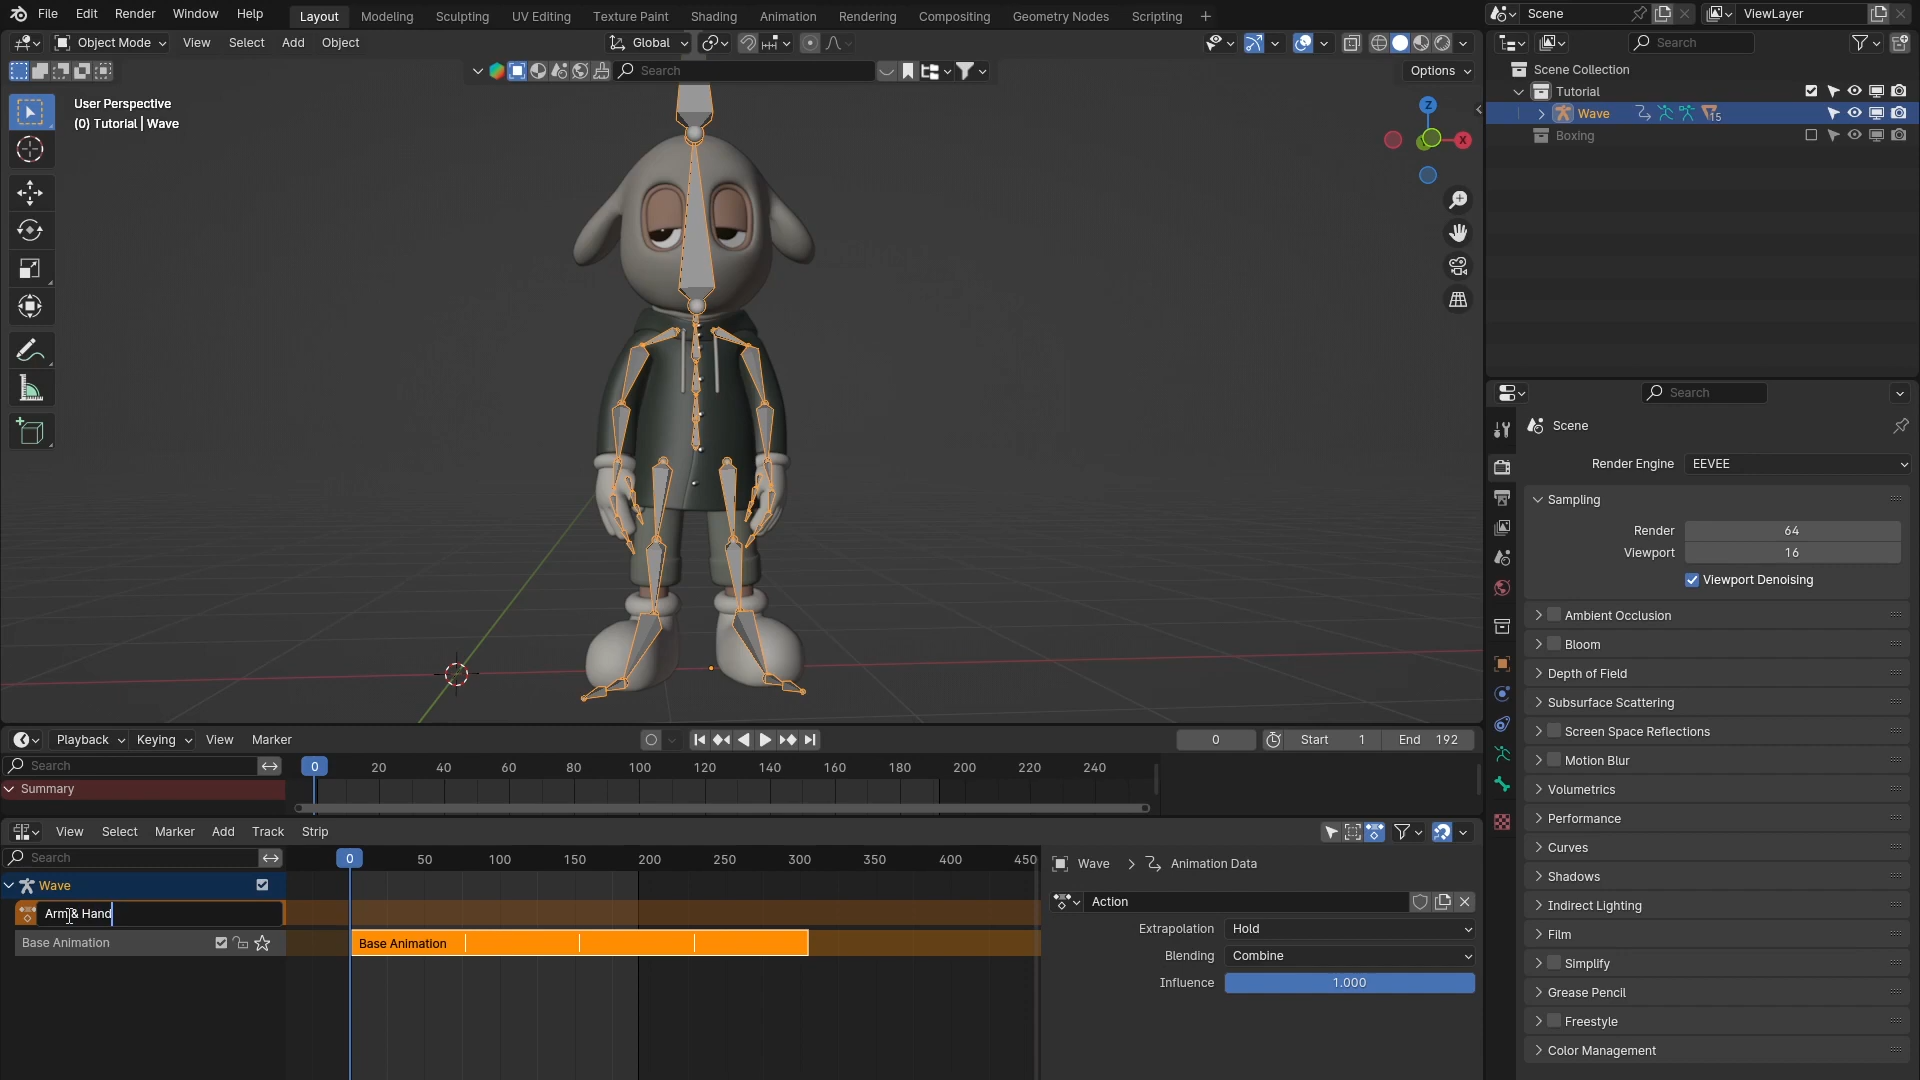 File Edit Render Window Help
Layout Modeling Sculpting UV Editing Texture Paint Shading Animation Rendering Compositing Geometry Nodes Scripting +
Scene
ViewLayer
Object Mode View Select Add Object
Global
Search
Search
Options
User Perspective
(0) Tutorial | Wave
Z
X
Scene Collection
Tutorial
Wave 15
Boxing
Search
Scene
Render Engine EEVEE
Sampling
Render 64
Viewport 16
Viewport Denoising
Ambient Occlusion
Bloom
Depth of Field
Subsurface Scattering
Screen Space Reflections
Motion Blur
Volumetrics
Performance
Curves
Shadows
Indirect Lighting
Film
Simplify
Grease Pencil
Freestyle
Color Management
Playback Keying View Marker
0 Start 1 End 192
Search
0 20 40 60 80 100 120 140 160 180 200 220 240
Summary
View Select Marker Add Track Strip
Search
0 50 100 150 200 250 300 350 400 450
Wave
Arm & Hand
Base Animation
Base Animation
Wave > Animation Data
Action
Extrapolation Hold
Blending Combine
Influence 1.000